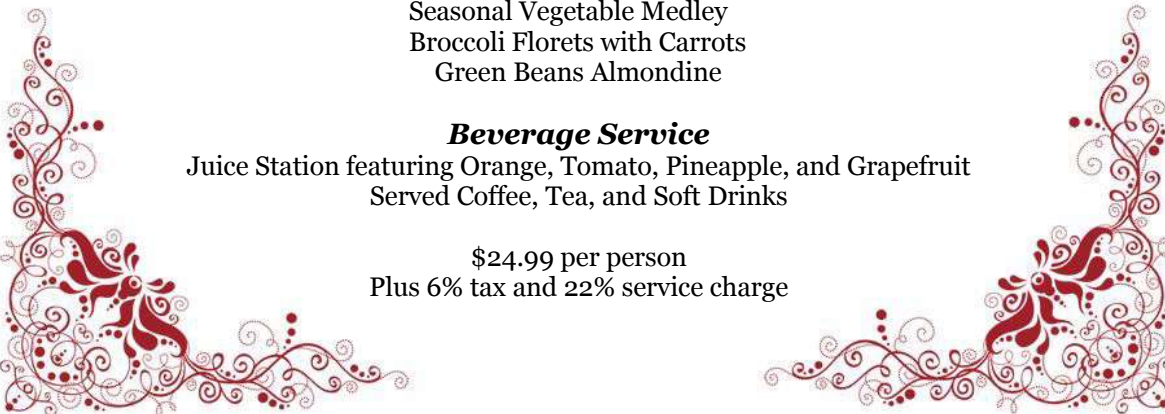 Seasonal Vegetable Medley
Broccoli Florets with Carrots
Green Beans Almondine
Beverage Service
Juice Station featuring Orange, Tomato, Pineapple, and Grapefruit
Served Coffee, Tea, and Soft Drinks
$24.99 per person
Plus 6% tax and 22% service charge